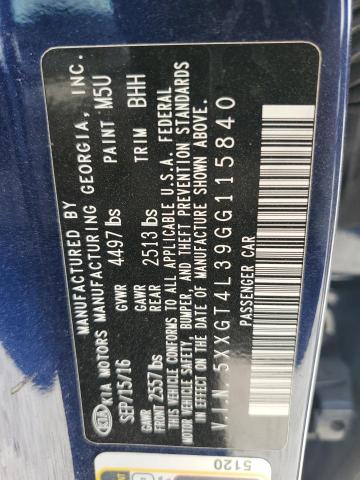 MANUFACTURED BY
KIA KIA MOTORS MANUFACTURING GEORGIA, INC.
SEP/15/16 GVWR 4497 lbs PAINT M5U
GAWR FRONT 2557 lbs GAWR REAR 2513 lbs TRIM BHH
THIS VEHICLE CONFORMS TO ALL APPLICABLE U.S.A. FEDERAL
MOTOR VEHICLE SAFETY, BUMPER, AND THEFT PREVENTION STANDARDS
IN EFFECT ON THE DATE OF MANUFACTURE SHOWN ABOVE.
V.I.N. 5XXGT4L39GG115840
PASSENGER CAR
5120